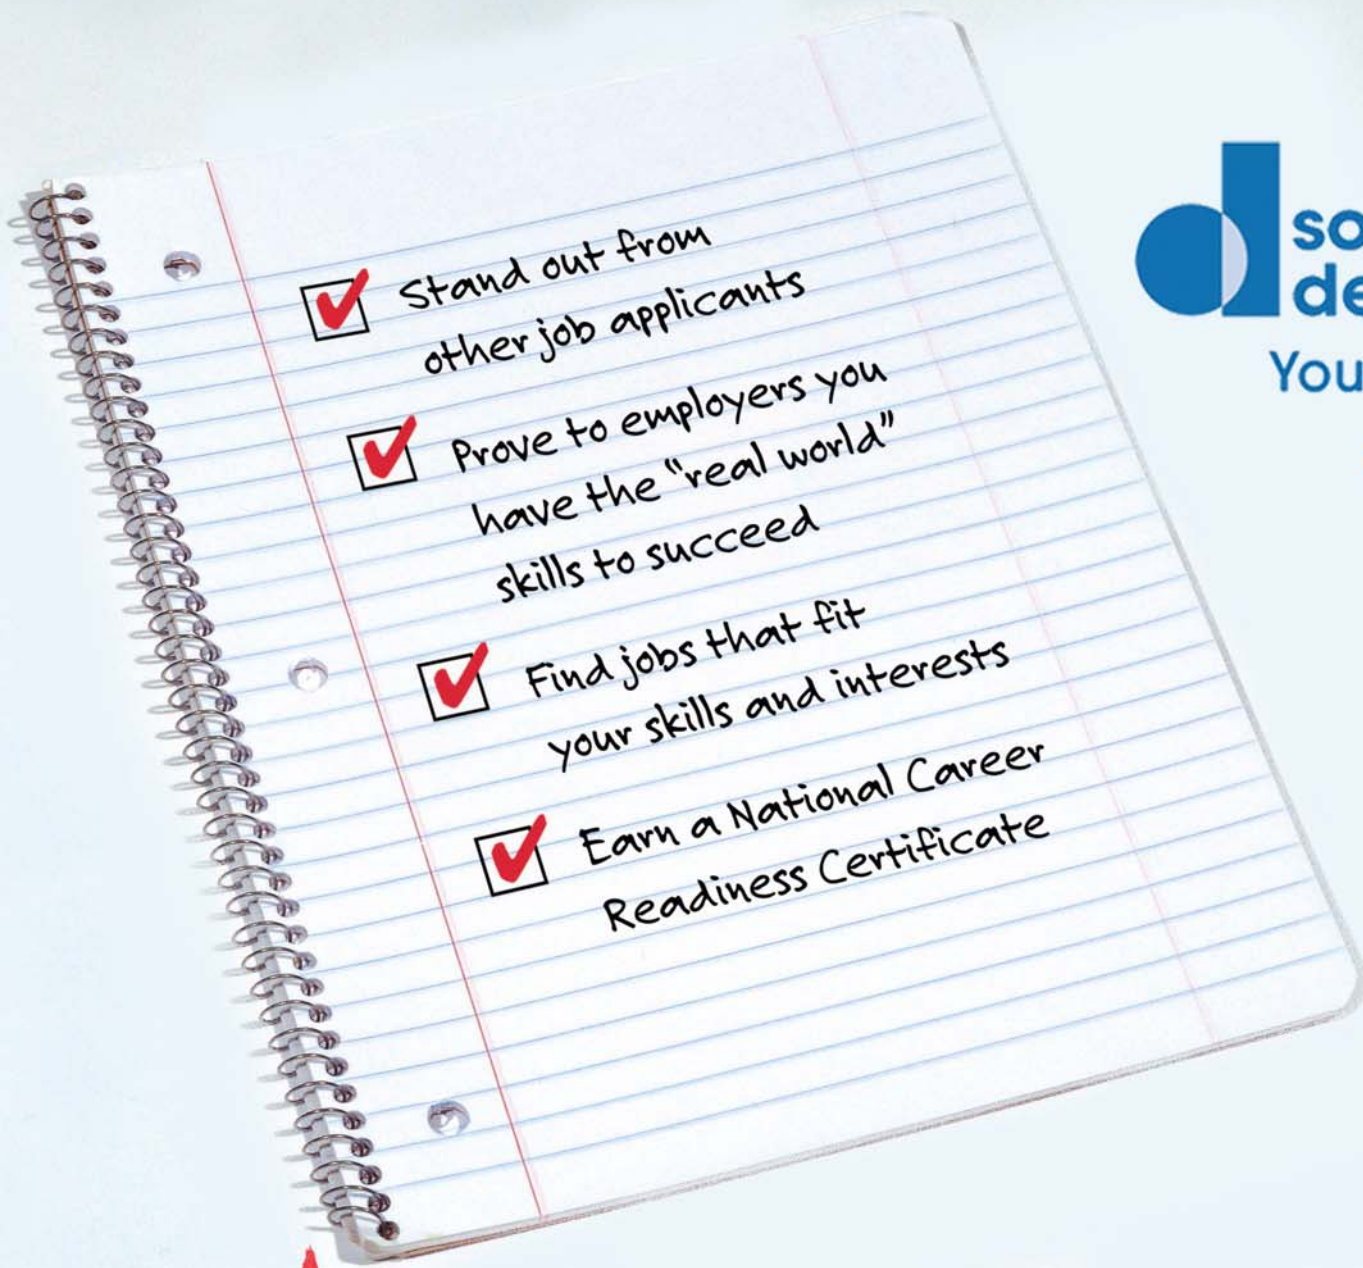 Stand out from
other job applicants
Prove to employers you
have the "real world"
skills to succeed
Find jobs that fit
your skills and interests
Earn a National Career
Readiness Certificate
so
de
You